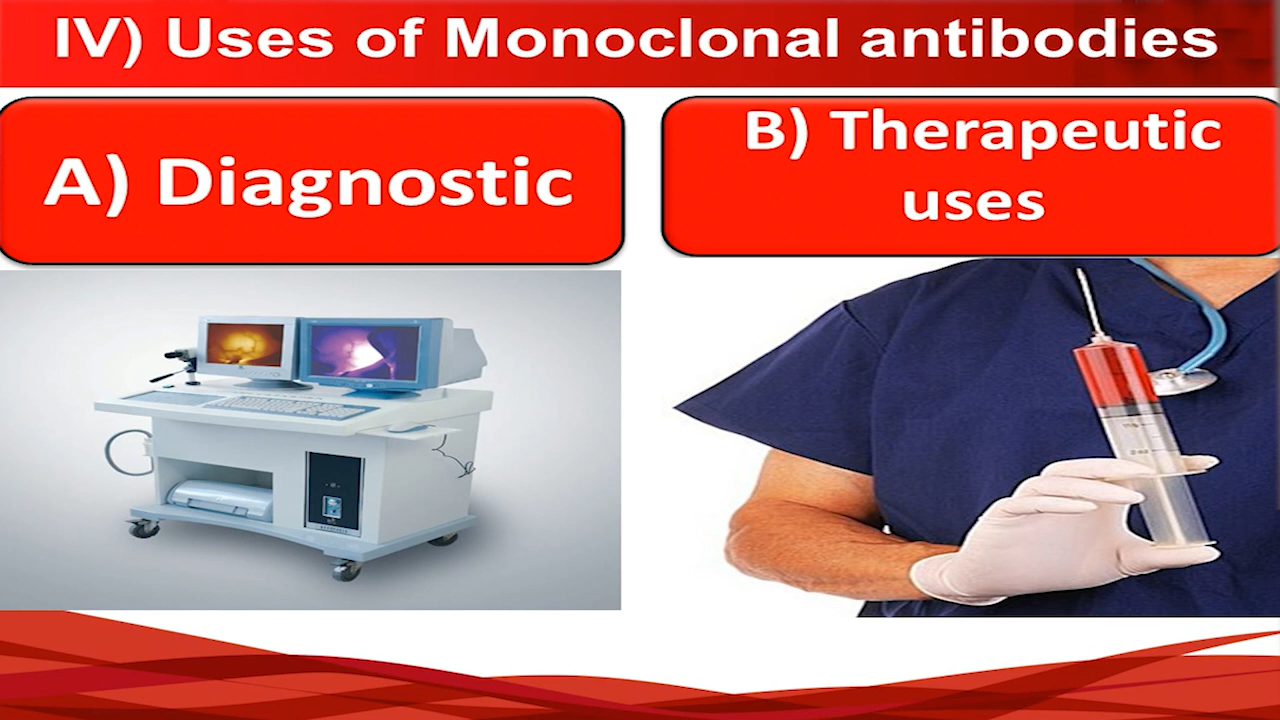 IV) Uses of Monoclonal antibodies
A) Diagnostic
B) Therapeutic
uses